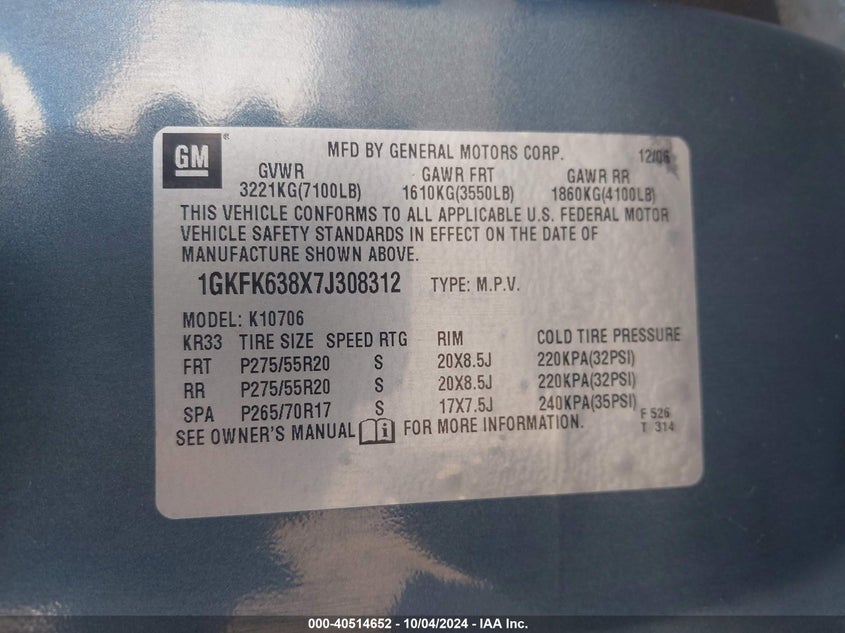 GM ®
MFD BY GENERAL MOTORS CORP. 12/06
GVWR GAWR FRT GAWR RR
3221KG(7100LB) 1610KG(3550LB) 1860KG(4100LB)
THIS VEHICLE CONFORMS TO ALL APPLICABLE U.S. FEDERAL MOTOR
VEHICLE SAFETY STANDARDS IN EFFECT ON THE DATE OF
MANUFACTURE SHOWN ABOVE.
1GKFK638X7J308312 TYPE: M.P.V.
MODEL: K10706
KR33 TIRE SIZE SPEED RTG RIM COLD TIRE PRESSURE
FRT P275/55R20 S 20X8.5J 220KPA(32PSI)
RR P275/55R20 S 20X8.5J 220KPA(32PSI)
SPA P265/70R17 S 17X7.5J 240KPA(35PSI)
SEE OWNER'S MANUAL i FOR MORE INFORMATION.
F 526
T 314
000-40514652 - 10/04/2024 - IAA Inc.